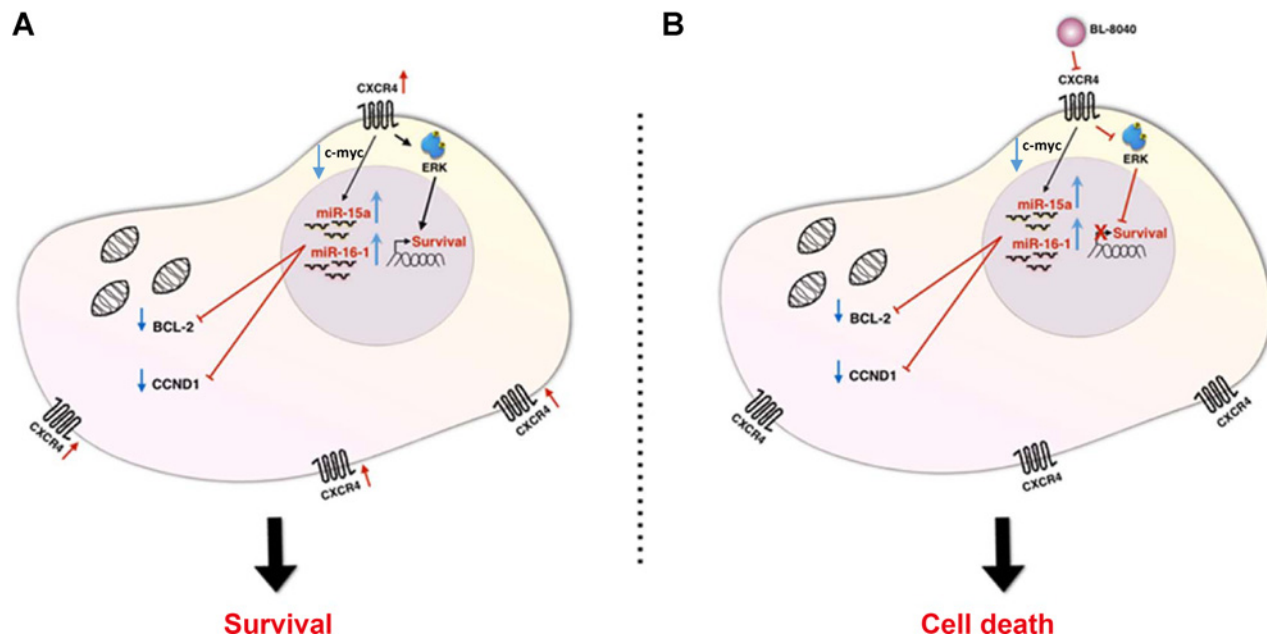 A
CXCR4
c-myc
ERK
miR-15a
Survival
miR-16-1
BCL-2
CCND1
CXCR4
CXCR4
CXCR4
Survival
B
BL-8040
CXCR4
c-myc
ERK
miR-15a
X Survival
miR-16-1
BCL-2
CCND1
CXCR4
CXCR4
CXCR4
Cell death